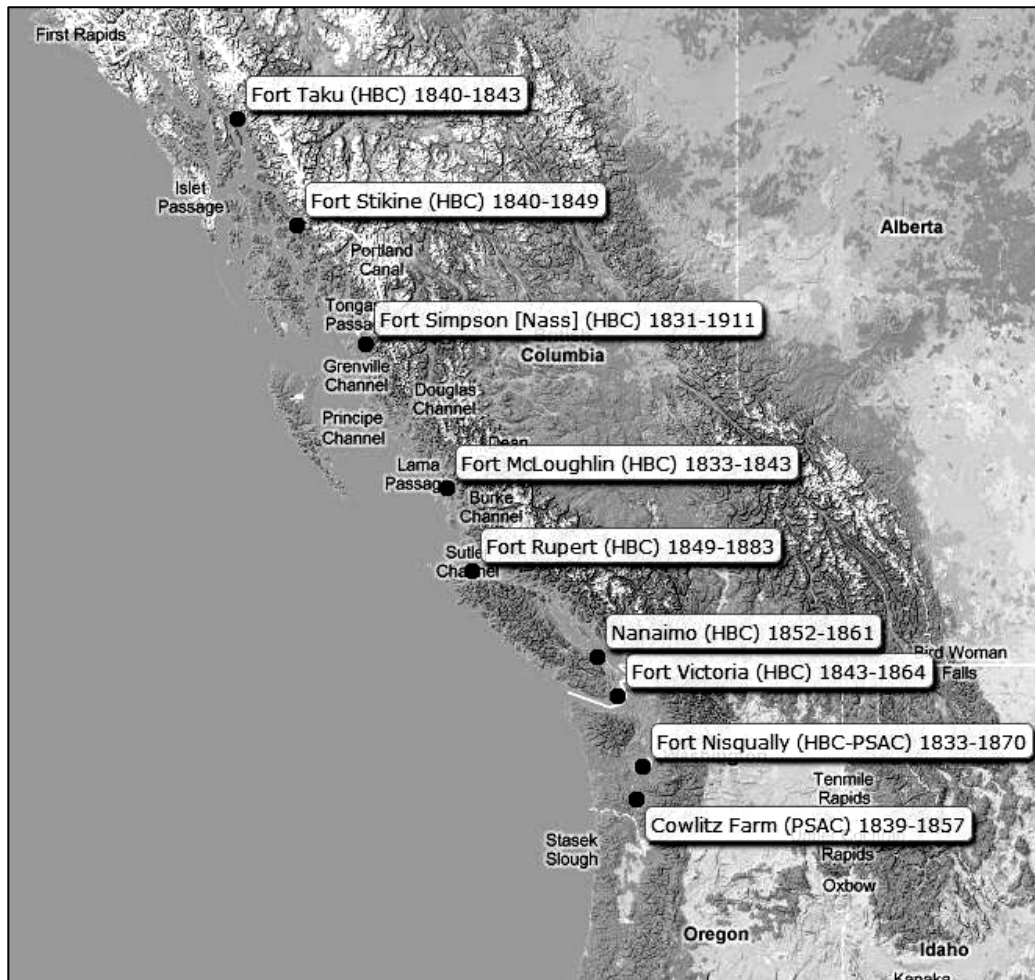 First Rapids
Fort Taku (HBC) 1840-1843
Islet
Passage
Fort Stikine (HBC) 1840-1849
Alberta
Portland
Canal
Fort Simpson [Nass] (HBC) 1831-1911
Columbia
Grenville
Channel
Douglas
Channel
Principe
Channel
Dean
Lama
Passage
Fort McLoughlin (HBC) 1833-1843
Burke
Channel
Fort Rupert (HBC) 1849-1883
Nanaimo (HBC) 1852-1861
Bird Woman
Falls
Fort Victoria (HBC) 1843-1864
Fort Nisqually (HBC-PSAC) 1833-1870
Tenmile
Rapids
Cowlitz Farm (PSAC) 1839-1857
Stasek
Slough
Rapids
Oxbow
Oregon
Idaho